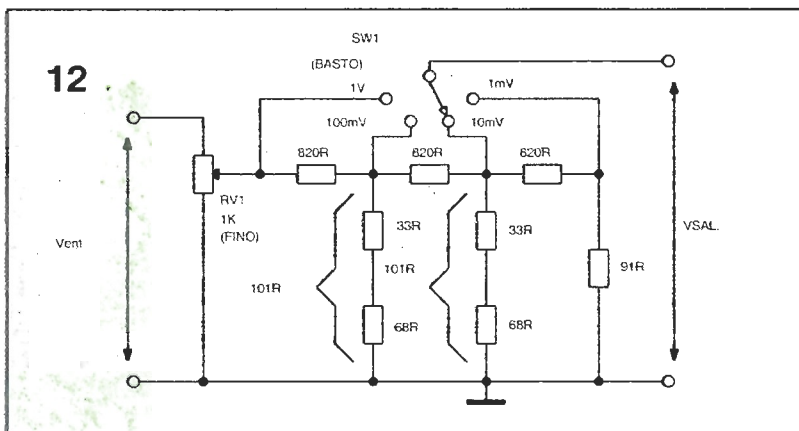 12
SW1
(BASTO)
1V
1mV
100mV
10mV
820R
820R
820R
RV1
1K
(FINO)
Vent
33R
33R
101R
101R
91R
68R
68R
VSAL.